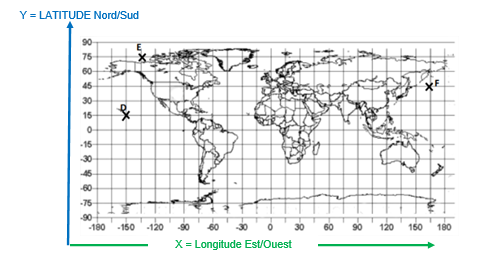 Y = LATITUDE Nord/Sud
E
90
75
60
45
30
15
0
-15
-30
-45
-60
-75
-90
F
D
-180 -150 -120 -90 -60 -30 0 30 60 90 120 150 180
X = Longitude Est/Ouest